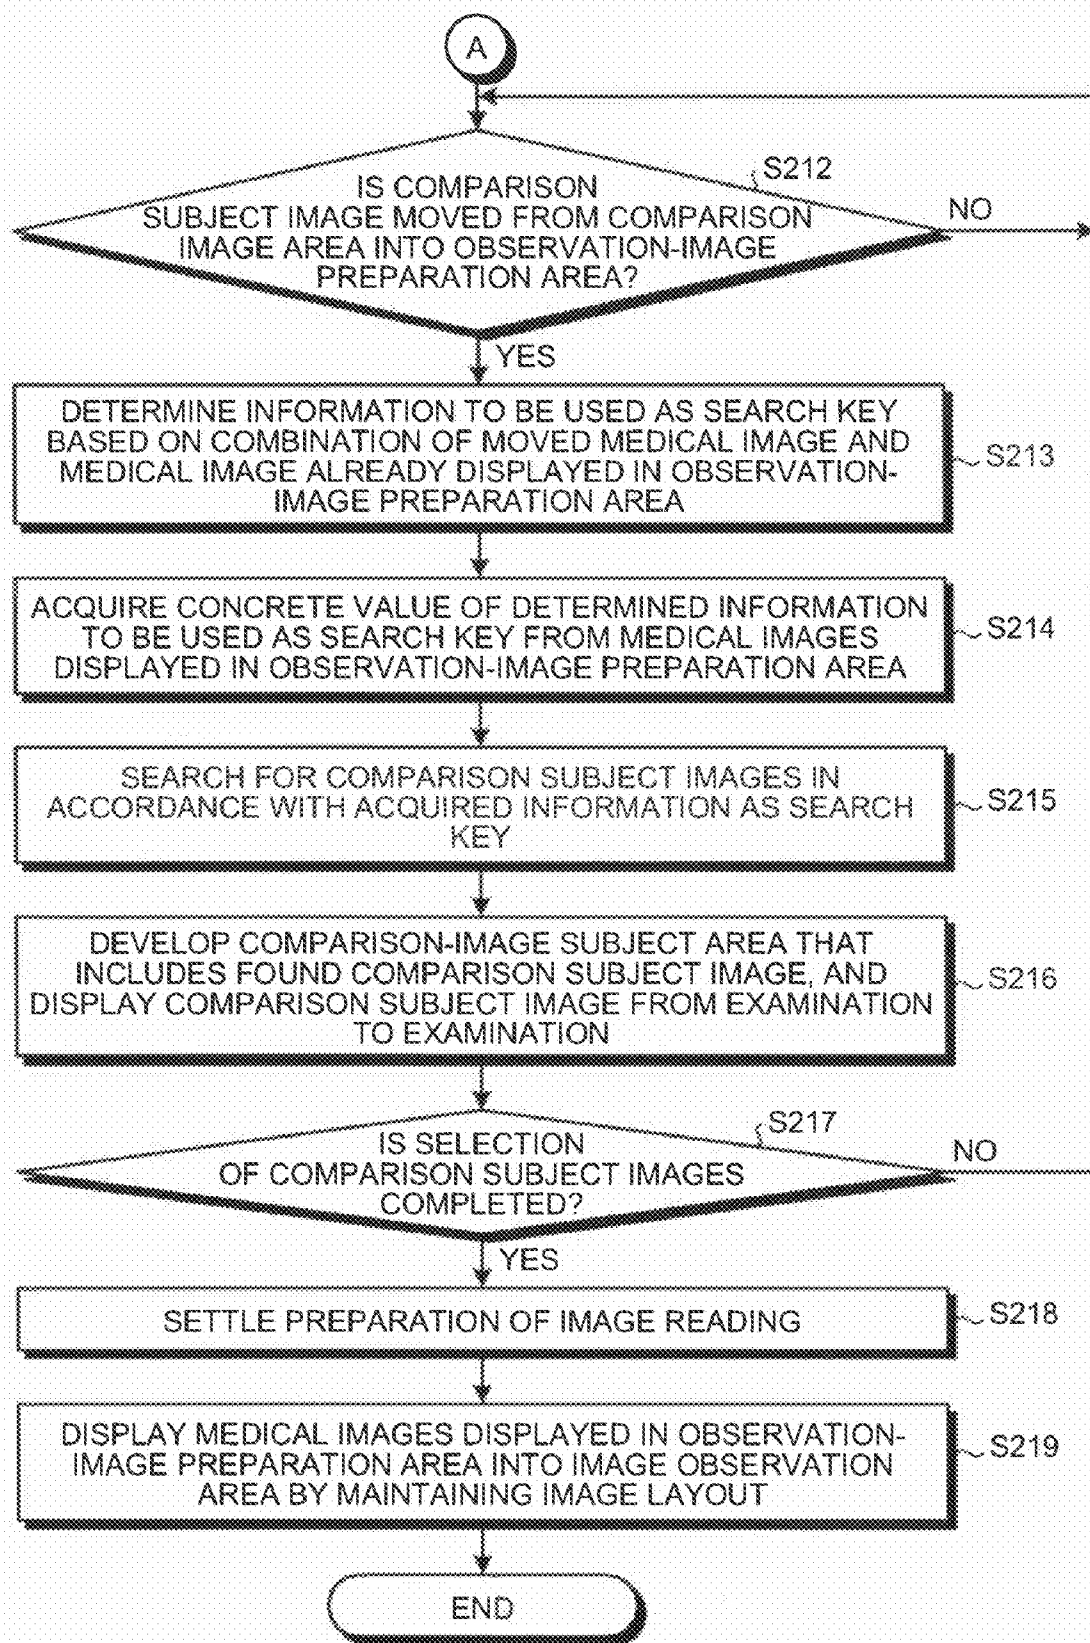 A
S212
IS COMPARISON
SUBJECT IMAGE MOVED FROM COMPARISON
IMAGE AREA INTO OBSERVATION-IMAGE
PREPARATION AREA?
NO
YES
DETERMINE INFORMATION TO BE USED AS SEARCH KEY
BASED ON COMBINATION OF MOVED MEDICAL IMAGE AND
MEDICAL IMAGE ALREADY DISPLAYED IN OBSERVATION-
IMAGE PREPARATION AREA
S213
ACQUIRE CONCRETE VALUE OF DETERMINED INFORMATION
TO BE USED AS SEARCH KEY FROM MEDICAL IMAGES
DISPLAYED IN OBSERVATION-IMAGE PREPARATION AREA
S214
SEARCH FOR COMPARISON SUBJECT IMAGES IN
ACCORDANCE WITH ACQUIRED INFORMATION AS SEARCH
KEY
S215
DEVELOP COMPARISON-IMAGE SUBJECT AREA THAT
INCLUDES FOUND COMPARISON SUBJECT IMAGE, AND
DISPLAY COMPARISON SUBJECT IMAGE FROM EXAMINATION
TO EXAMINATION
S216
S217
IS SELECTION
OF COMPARISON SUBJECT IMAGES
COMPLETED?
NO
YES
SETTLE PREPARATION OF IMAGE READING
S218
DISPLAY MEDICAL IMAGES DISPLAYED IN OBSERVATION-
IMAGE PREPARATION AREA INTO IMAGE OBSERVATION
AREA BY MAINTAINING IMAGE LAYOUT
S219
END